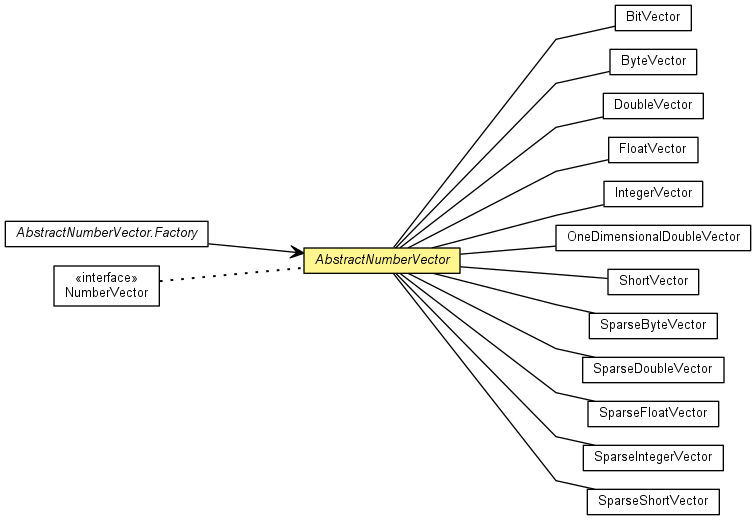 BitVector
ByteVector
DoubleVector
FloatVector
IntegerVector
AbstractNumberVector.Factory
OneDimensionalDoubleVector
AbstractNumberVector
«interface»
NumberVector
ShortVector
SparseByteVector
SparseDoubleVector
SparseFloatVector
SparseIntegerVector
SparseShortVector